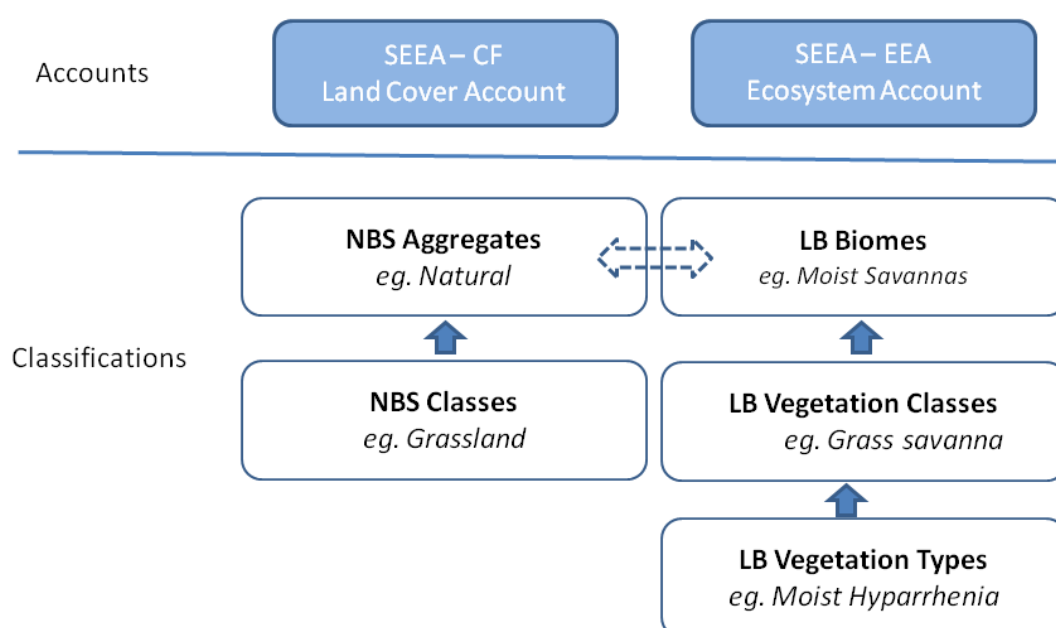 Accounts
SEEA – CF
Land Cover Account
SEEA – EEA
Ecosystem Account
Classifications
NBS Aggregates
eg. Natural
LB Biomes
eg. Moist Savannas
NBS Classes
eg. Grassland
LB Vegetation Classes
eg. Grass savanna
LB Vegetation Types
eg. Moist Hyparrhenia